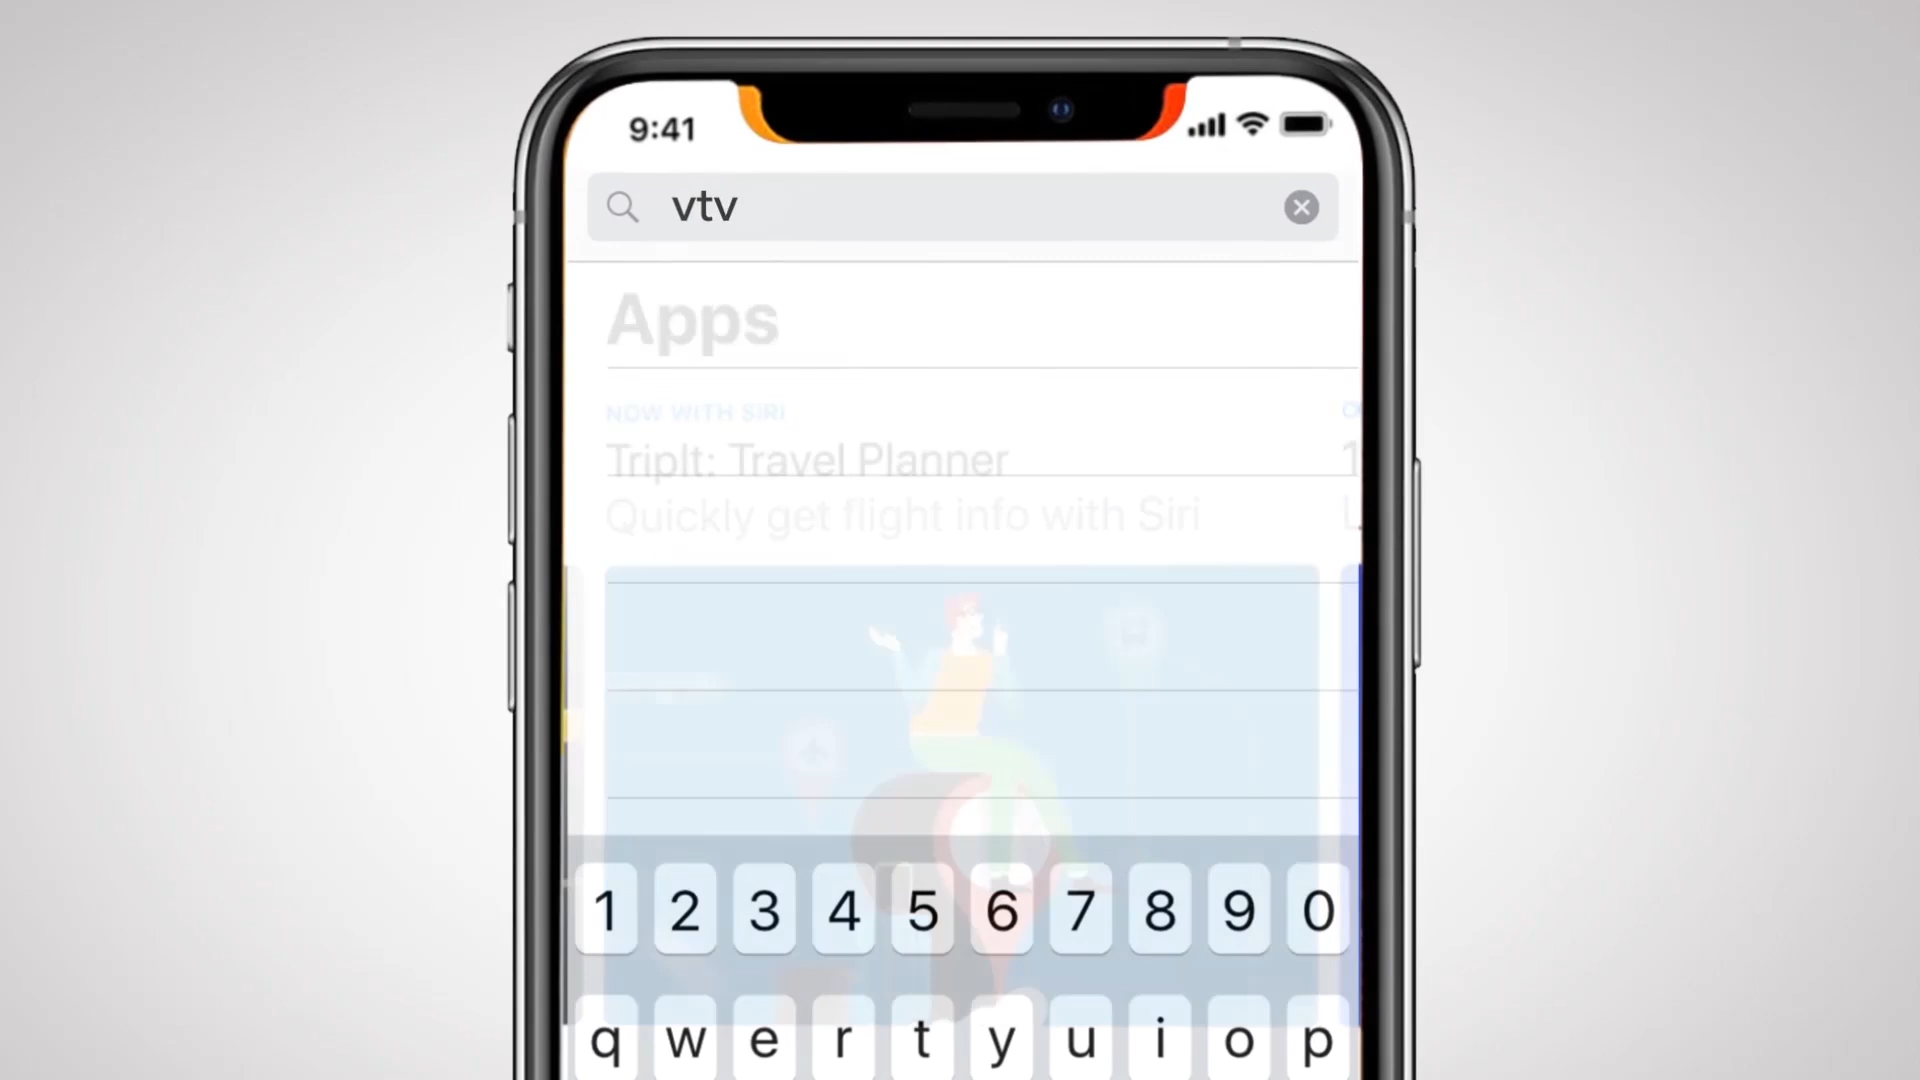 9:41
vtv
Apps
NOW WITH SIRI
TripIt: Travel Planner
Quickly get flight info with Siri
1 2 3 4 5 6 7 8 9 0
q w e r t y u i o p